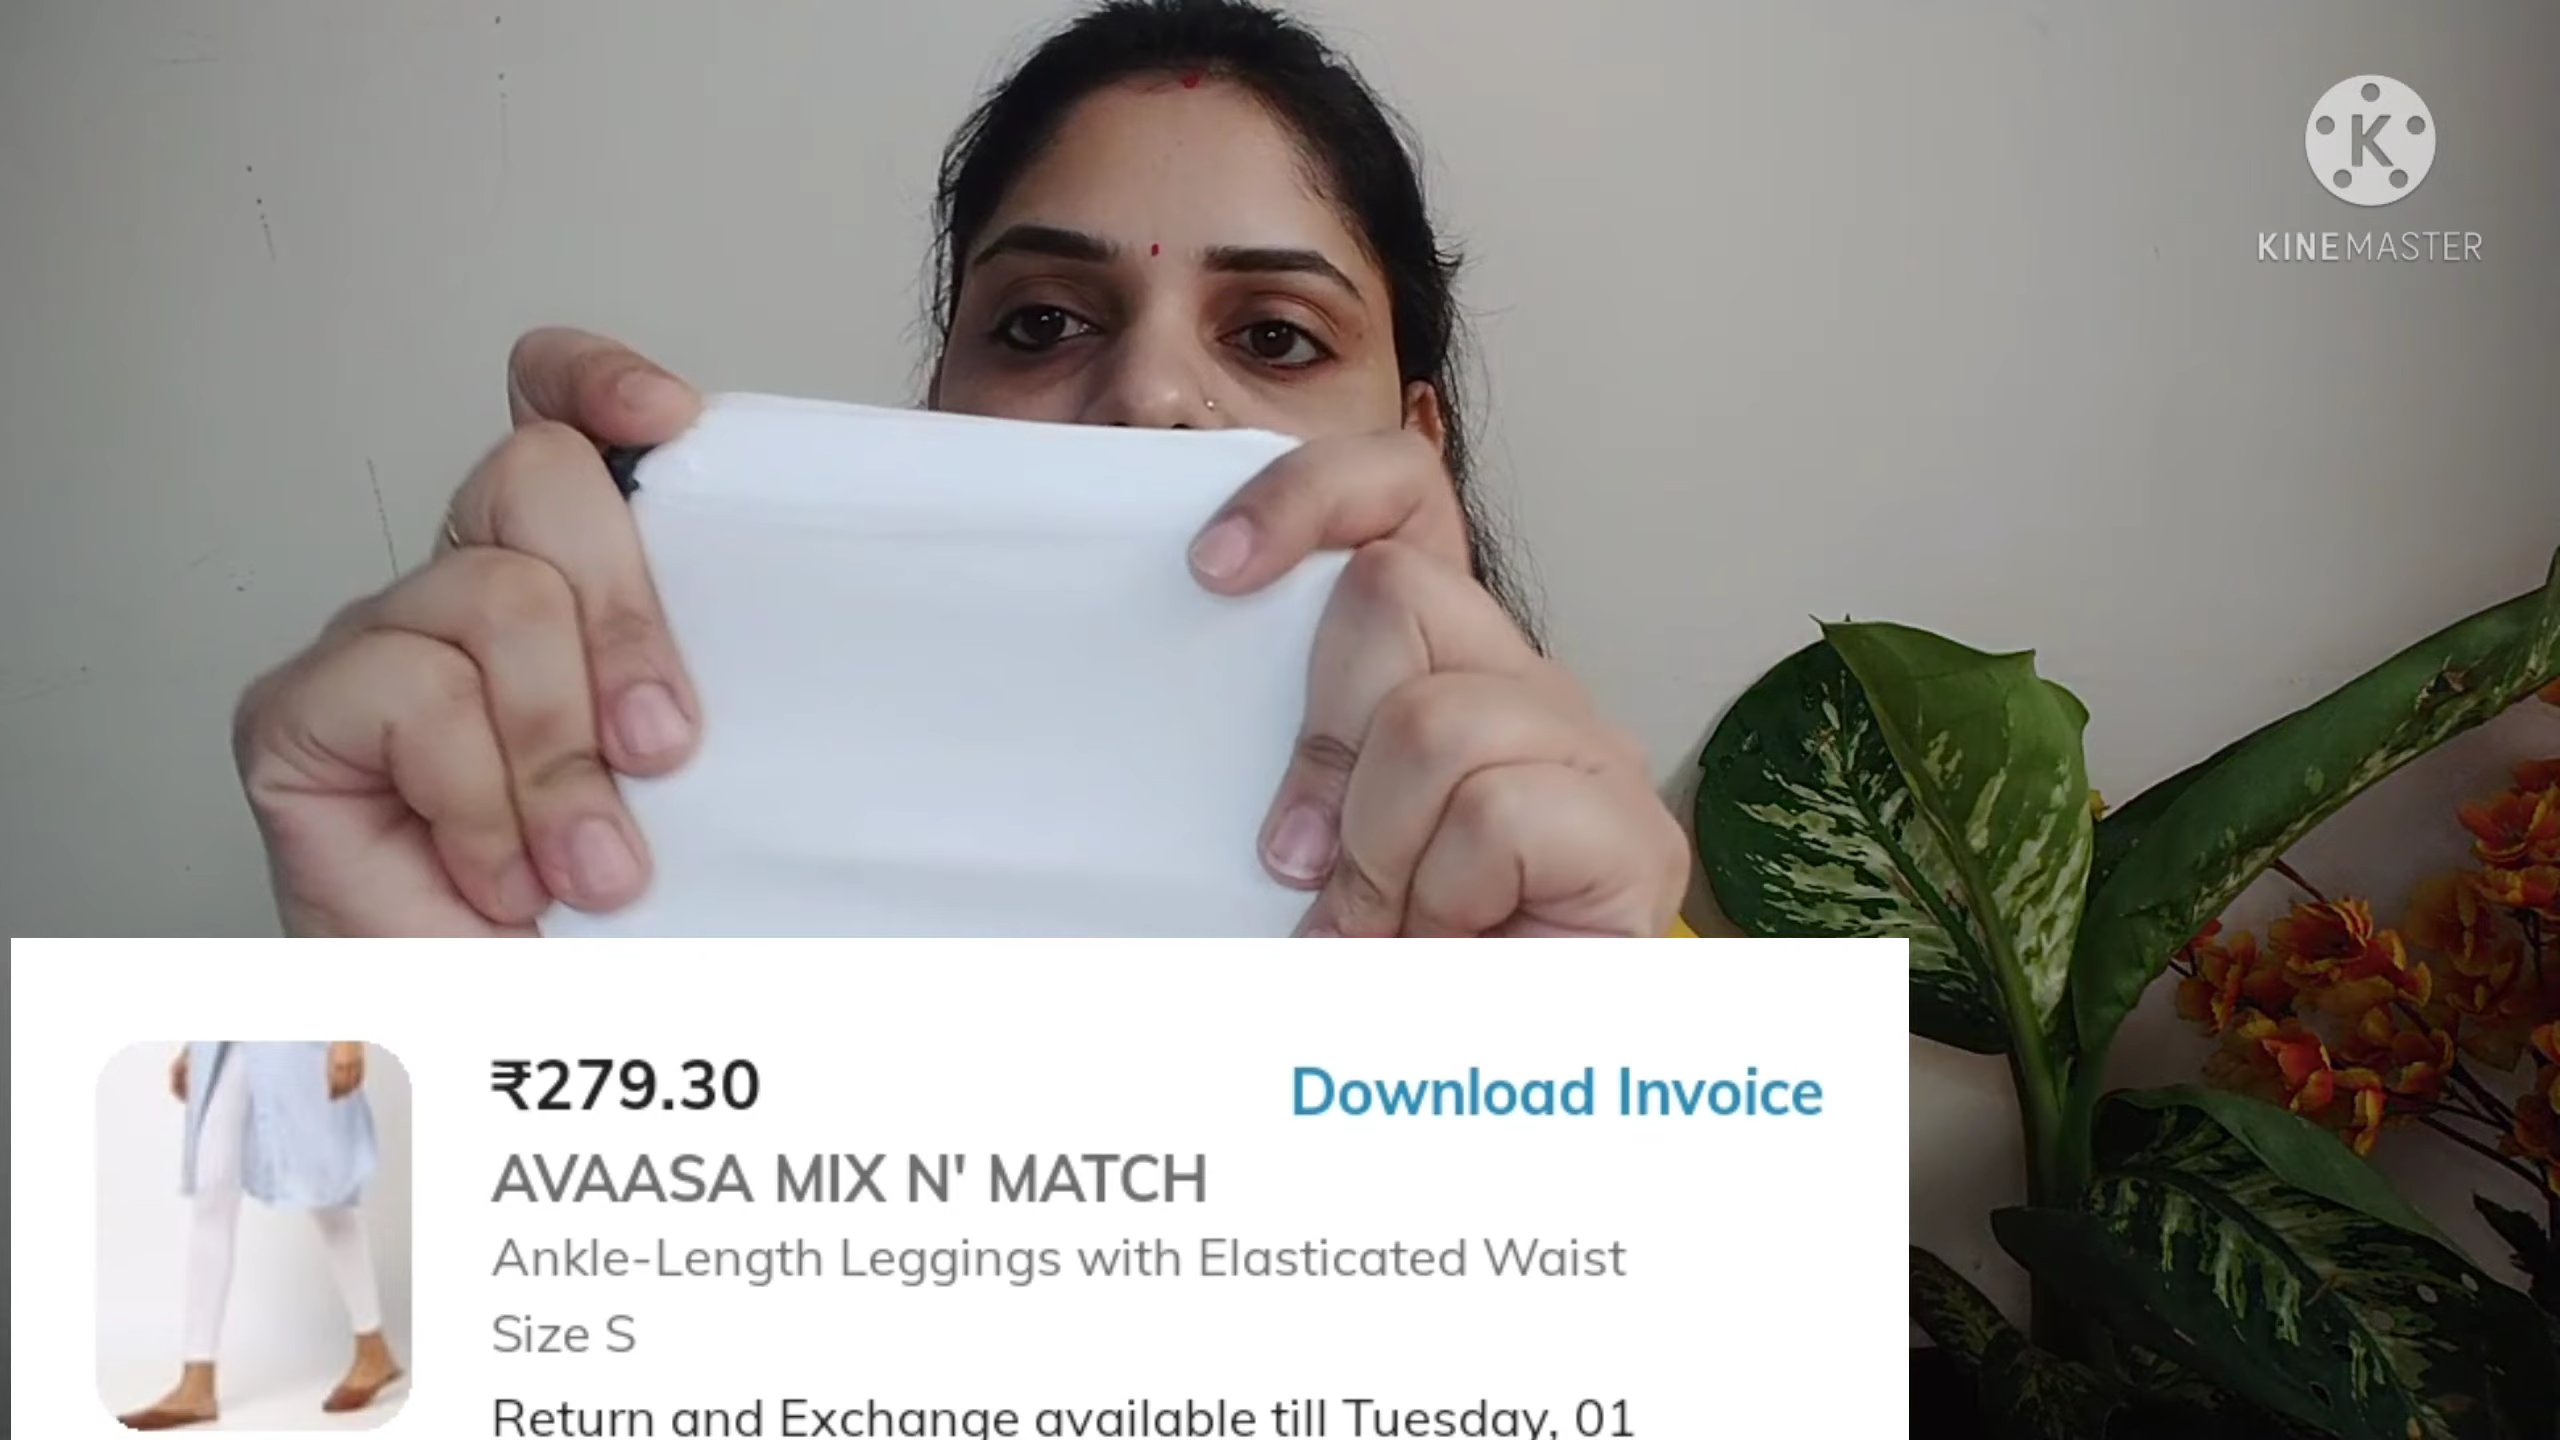 K
KINEMASTER
₹279.30
Download Invoice
AVAASA MIX N' MATCH
Ankle-Length Leggings with Elasticated Waist
Size S
Return and Exchange available till Tuesday, 01